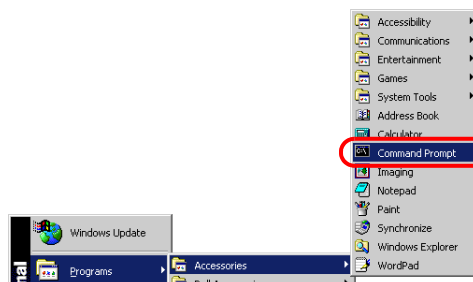 Accessibility
Communications
Entertainment
Games
System Tools
Address Book
Calculator
Command Prompt
Imaging
Notepad
Paint
Synchronize
Windows Explorer
WordPad
Windows Update
Programs
Accessories